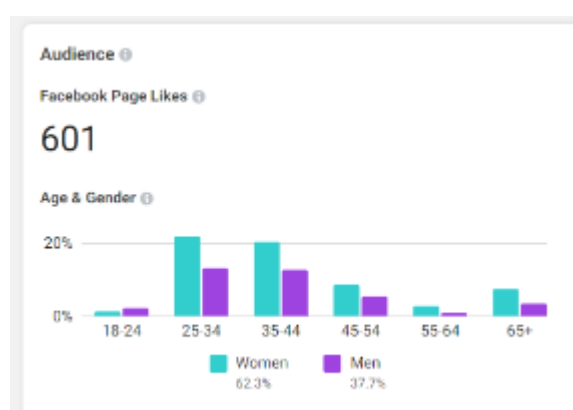 Audience
Facebook Page Likes
601
Age & Gender
20%
0%
18-24 25-34 35-44 45-54 55-64 65+
Women Men
62.3% 37.7%